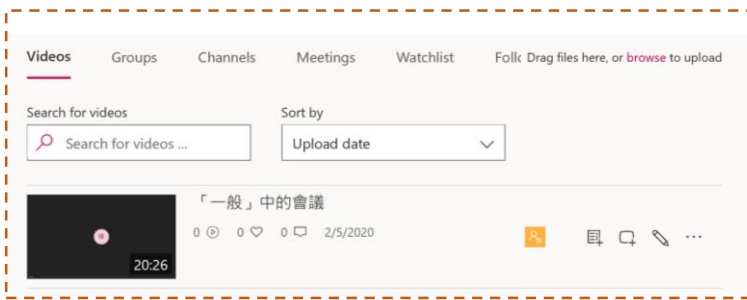 Videos Groups Channels Meetings Watchlist Follo Drag files here, or browse to upload
Search for videos Sort by
Search for videos ... Upload date
「一般」中的會議
0 0 0 2/5/2020
20:26
...